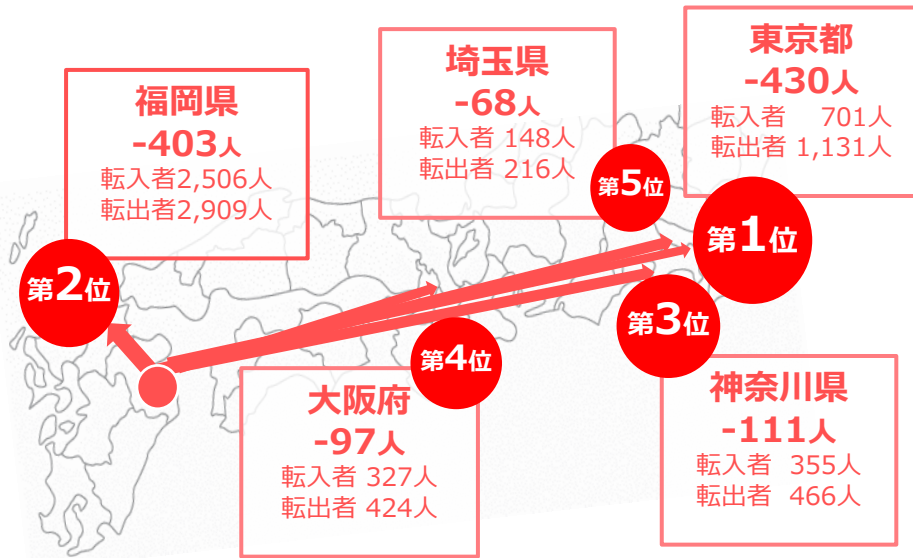 東京都
-430人
転入者 701人
転出者 1,131人
第1位
福岡県
-403人
転入者2,506人
転出者2,909人
第2位
神奈川県
-111人
転入者 355人
転出者 466人
第3位
大阪府
-97人
転入者 327人
転出者 424人
第4位
埼玉県
-68人
転入者 148人
転出者 216人
第5位